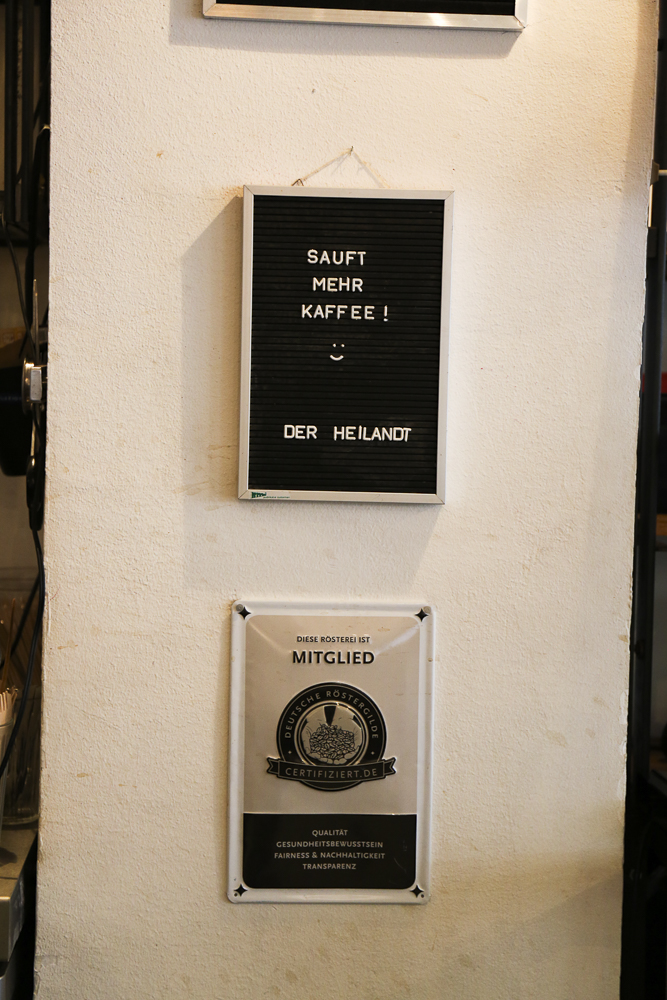 SAUFT
MEHR
KAFFEE !
:)
DER HEILANDT
DIESE RÖSTEREI IST
MITGLIED
DEUTSCHE RÖSTERGILDE
CERTIFIZIERT.DE
QUALITÄT
GESUNDHEITSBEWUSSTSEIN
FAIRNESS & NACHHALTIGKEIT
TRANSPARENZ